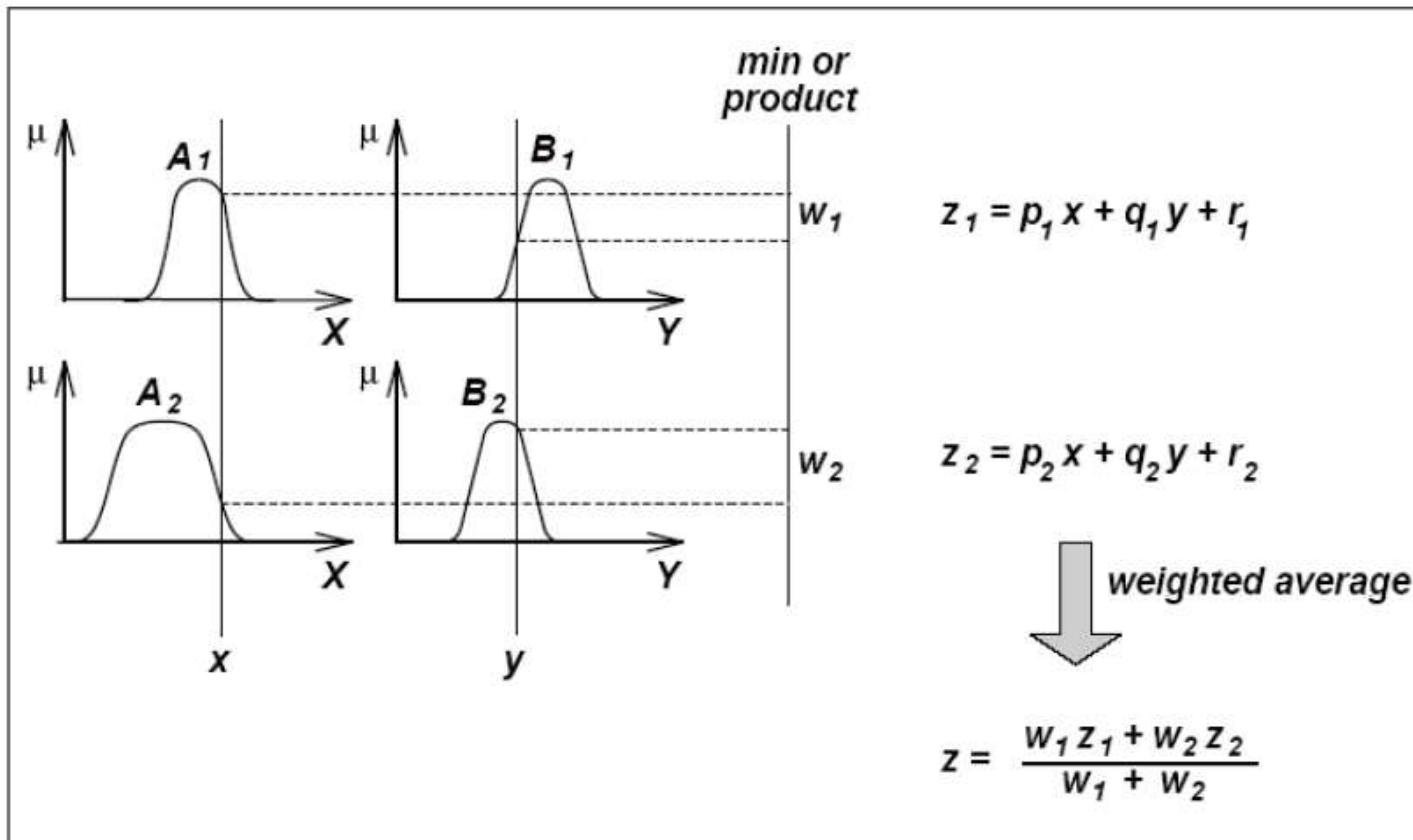 min or
product
μ
A₁
μ
B₁
w₁
z₁ = p₁ x + q₁ y + r₁
X
Y
μ
A₂
μ
B₂
w₂
z₂ = p₂ x + q₂ y + r₂
X
Y
weighted average
x
y
z = (w₁ z₁ + w₂ z₂) / (w₁ + w₂)